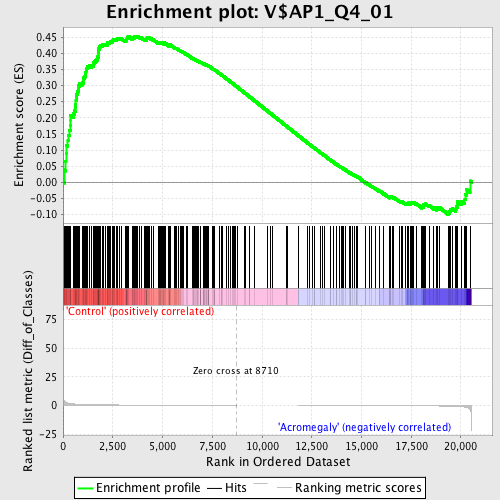 Enrichment plot: V$AP1_Q4_01
Enrichment score (ES)
0.45
0.40
0.35
0.30
0.25
0.20
0.15
0.10
0.05
0.00
-0.05
-0.10
Ranked list metric (Diff_of_Classes)
'Control' (positively correlated)
75
50
Zero cross at 8710
25
0
'Acromegaly' (negatively correlated)
-25
0 2,500 5,000 7,500 10,000 12,500 15,000 17,500 20,000
Rank in Ordered Dataset
Enrichment profile Hits Ranking metric scores